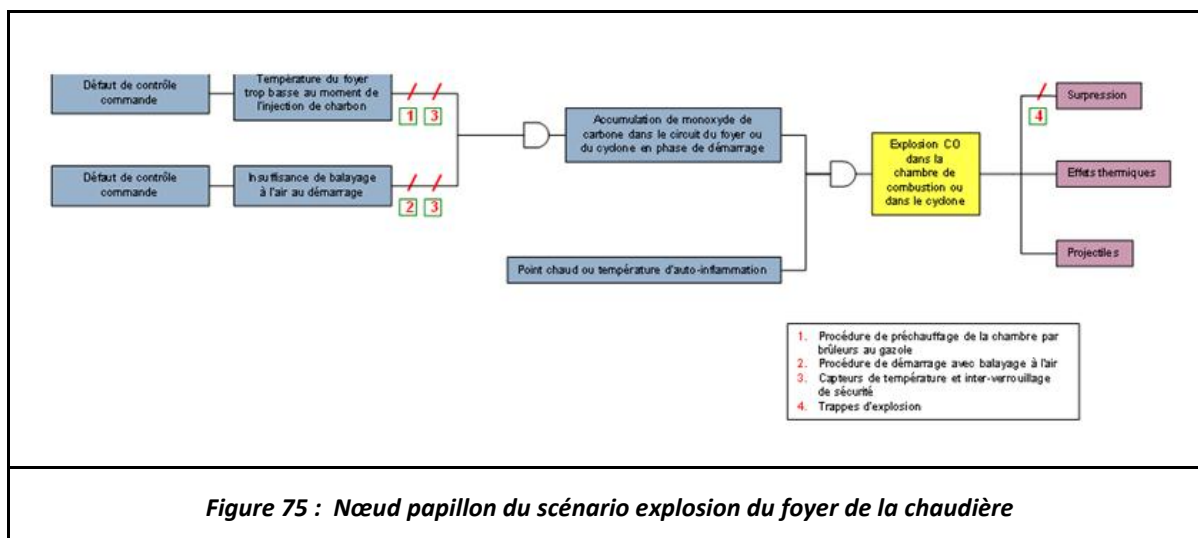 Défaut de contrôle
commande
Température du foyer
trop basse au moment de
l'injection de charbon
1 3
Défaut de contrôle
commande
Insuffisance de balayage
à l'air au démarrage
2 3
Accumulation de monoxyde de
carbone dans le circuit du foyer ou
du cyclone en phase de démarrage
Point chaud ou température d'auto-inflammation
Explosion CO
dans la
chambre de
combustion ou
dans le cyclone
4
Surpression
Effets thermiques
Projectiles
1. Procédure de préchauffage de la chambre par
brûleurs au gazole
2. Procédure de démarrage avec balayage à l'air
3. Capteurs de température et inter-verrouillage
de sécurité
4. Trappes d'explosion
Figure 75 : Nœud papillon du scénario explosion du foyer de la chaudière